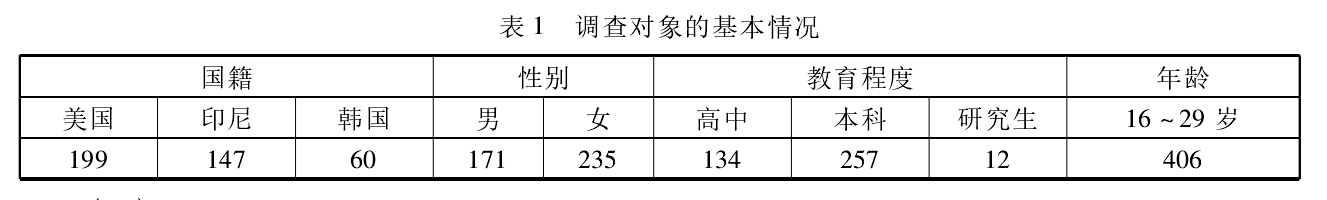 表1 调查对象的基本情况
国籍 性别 教育程度 年龄
美国 印尼 韩国 男 女 高中 本科 研究生 16~29 岁
199 147 60 171 235 134 257 12 406